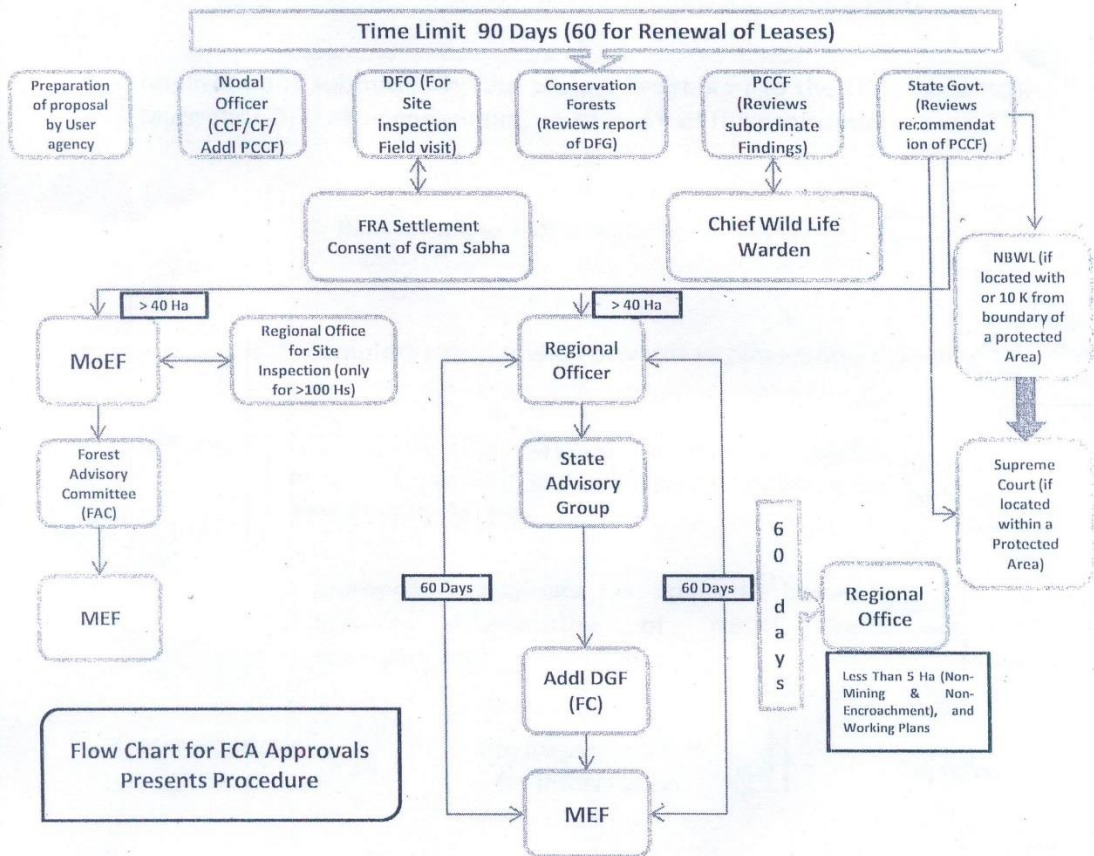 Time Limit 90 Days (60 for Renewal of Leases)
Preparation
of proposal
by User
agency
Nodal
Officer
(CCF/CF/
Addl PCCF)
DFO (For
Site
inspection
Field visit)
Conservation
Forests
(Reviews report
of DFG)
PCCF
(Reviews
subordinate
Findings)
State Govt.
(Reviews
recommendat
ion of PCCF)
FRA Settlement
Consent of Gram Sabha
Chief Wild Life
Warden
NBWL (if
located with
or 10 K from
boundary of
a protected
Area)
> 40 Ha
> 40 Ha
MoEF
Regional Office
for Site
Inspection (only
for >100 Hs)
Regional
Officer
Forest
Advisory
Committee
(FAC)
State
Advisory
Group
Supreme
Court (if
located
within a
Protected
Area)
MEF
60 Days
60 Days
60 days
Regional
Office
Less Than 5 Ha (Non-
Mining & Non-
Encroachment), and
Working Plans
Addl DGF
(FC)
Flow Chart for FCA Approvals
Presents Procedure
MEF